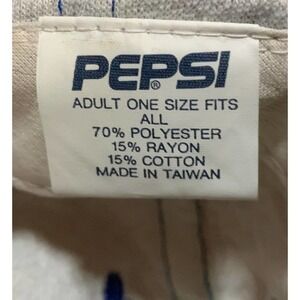 PEPSI®
ADULT ONE SIZE FITS
ALL
70% POLYESTER
15% RAYON
15% COTTON
MADE IN TAIWAN